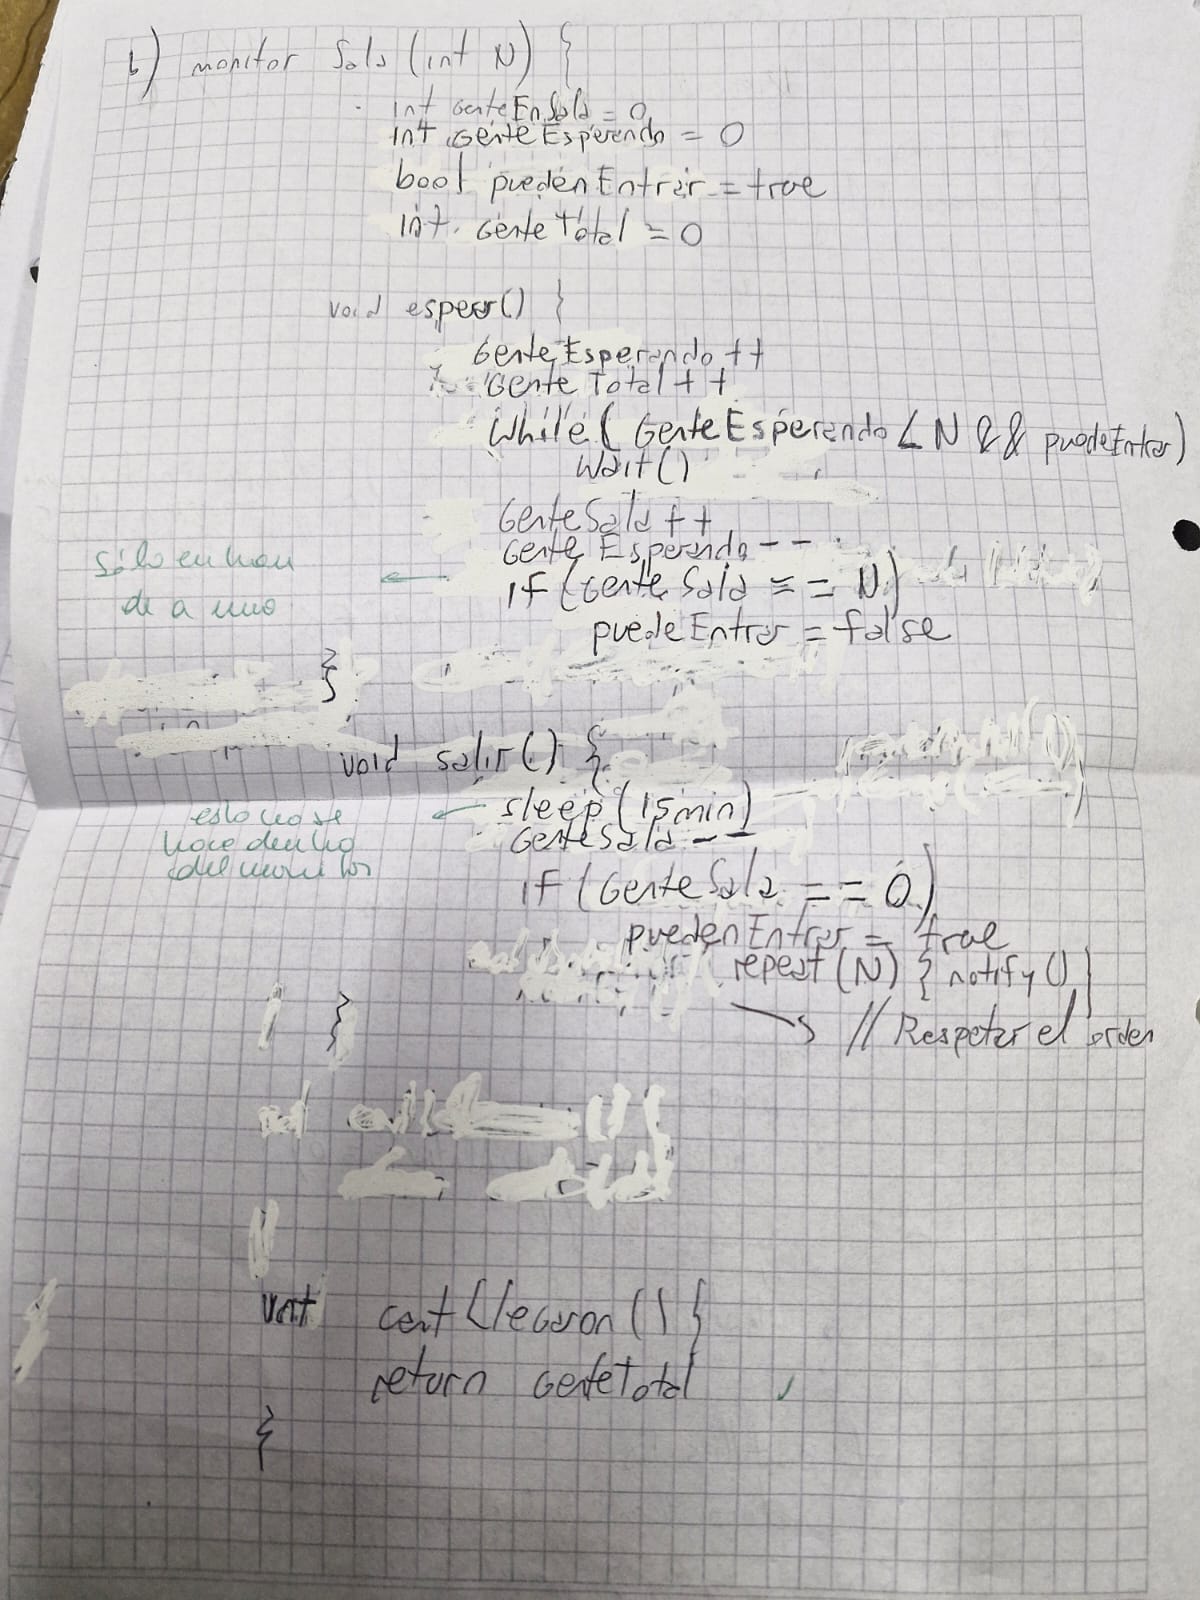 b) monitor Sala (int N) {
int GenteEnSala = 0
int GenteEsperando = 0
bool puedenEntrar = true
int GenteTotal = 0
void esperar() {
GenteEsperando++
GenteTotal++
While( GenteEsperando < N && puedeEntrar)
Wait()
GenteSala++
GenteEsperando--
if (GenteSala == N)
puedeEntrar = false
}
sólo entran
de a uno
void salir() {
sleep(15min)
GenteSala--
esto no se
hace dentro
del monitor
if (GenteSala == 0)
puedenEntrar = true
repeat(N) { notify() }
// Respetar el orden
}
cantLlegaron() {
return GenteTotal
}